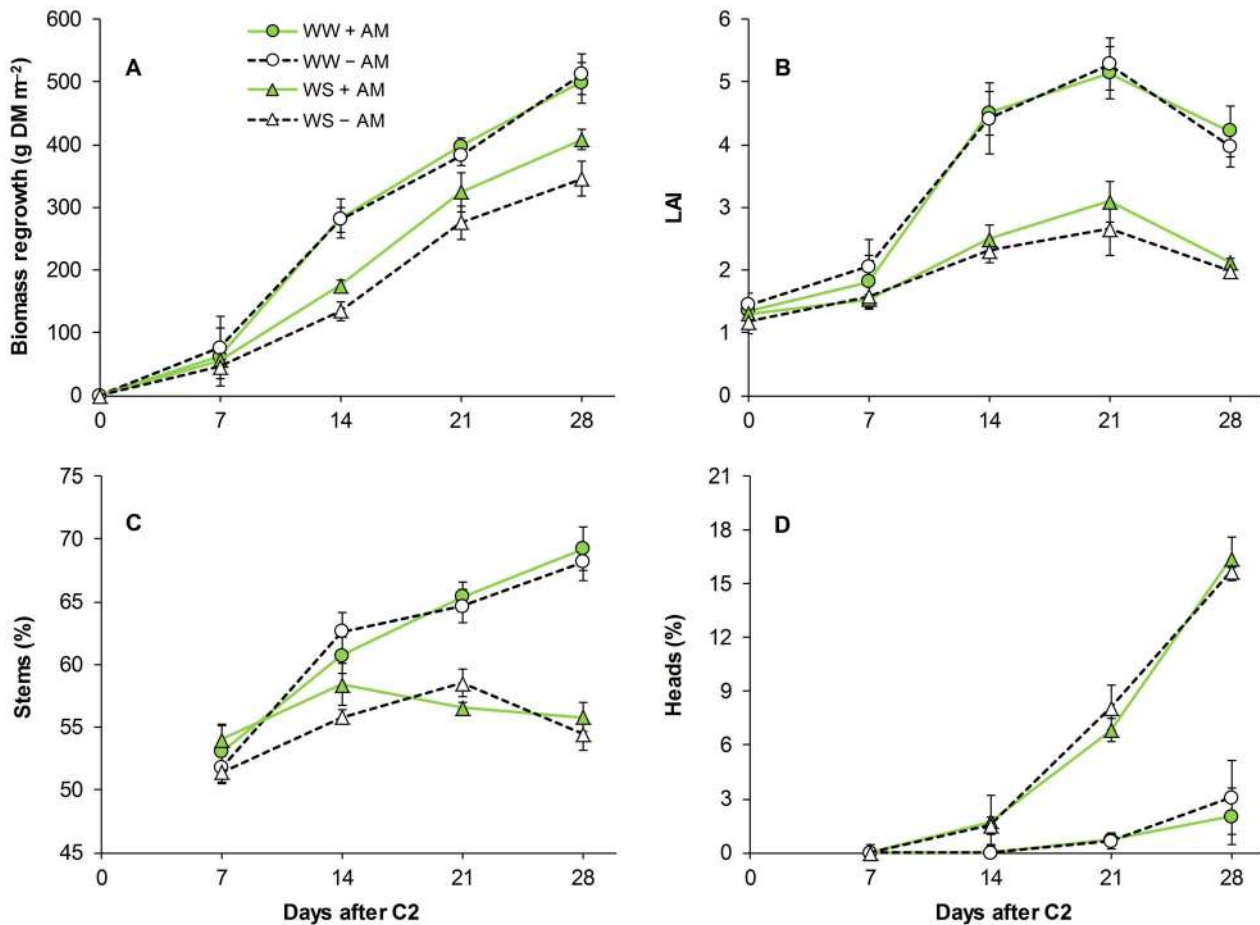 A
WW + AM
WW – AM
WS + AM
WS – AM
Biomass regrowth (g DM m⁻²)
600
500
400
300
200
100
0
0 7 14 21 28
B
LAI
6
5
4
3
2
1
0
0 7 14 21 28
C
Stems (%)
75
70
65
60
55
50
45
0 7 14 21 28
Days after C2
D
Heads (%)
21
18
15
12
9
6
3
0
0 7 14 21 28
Days after C2